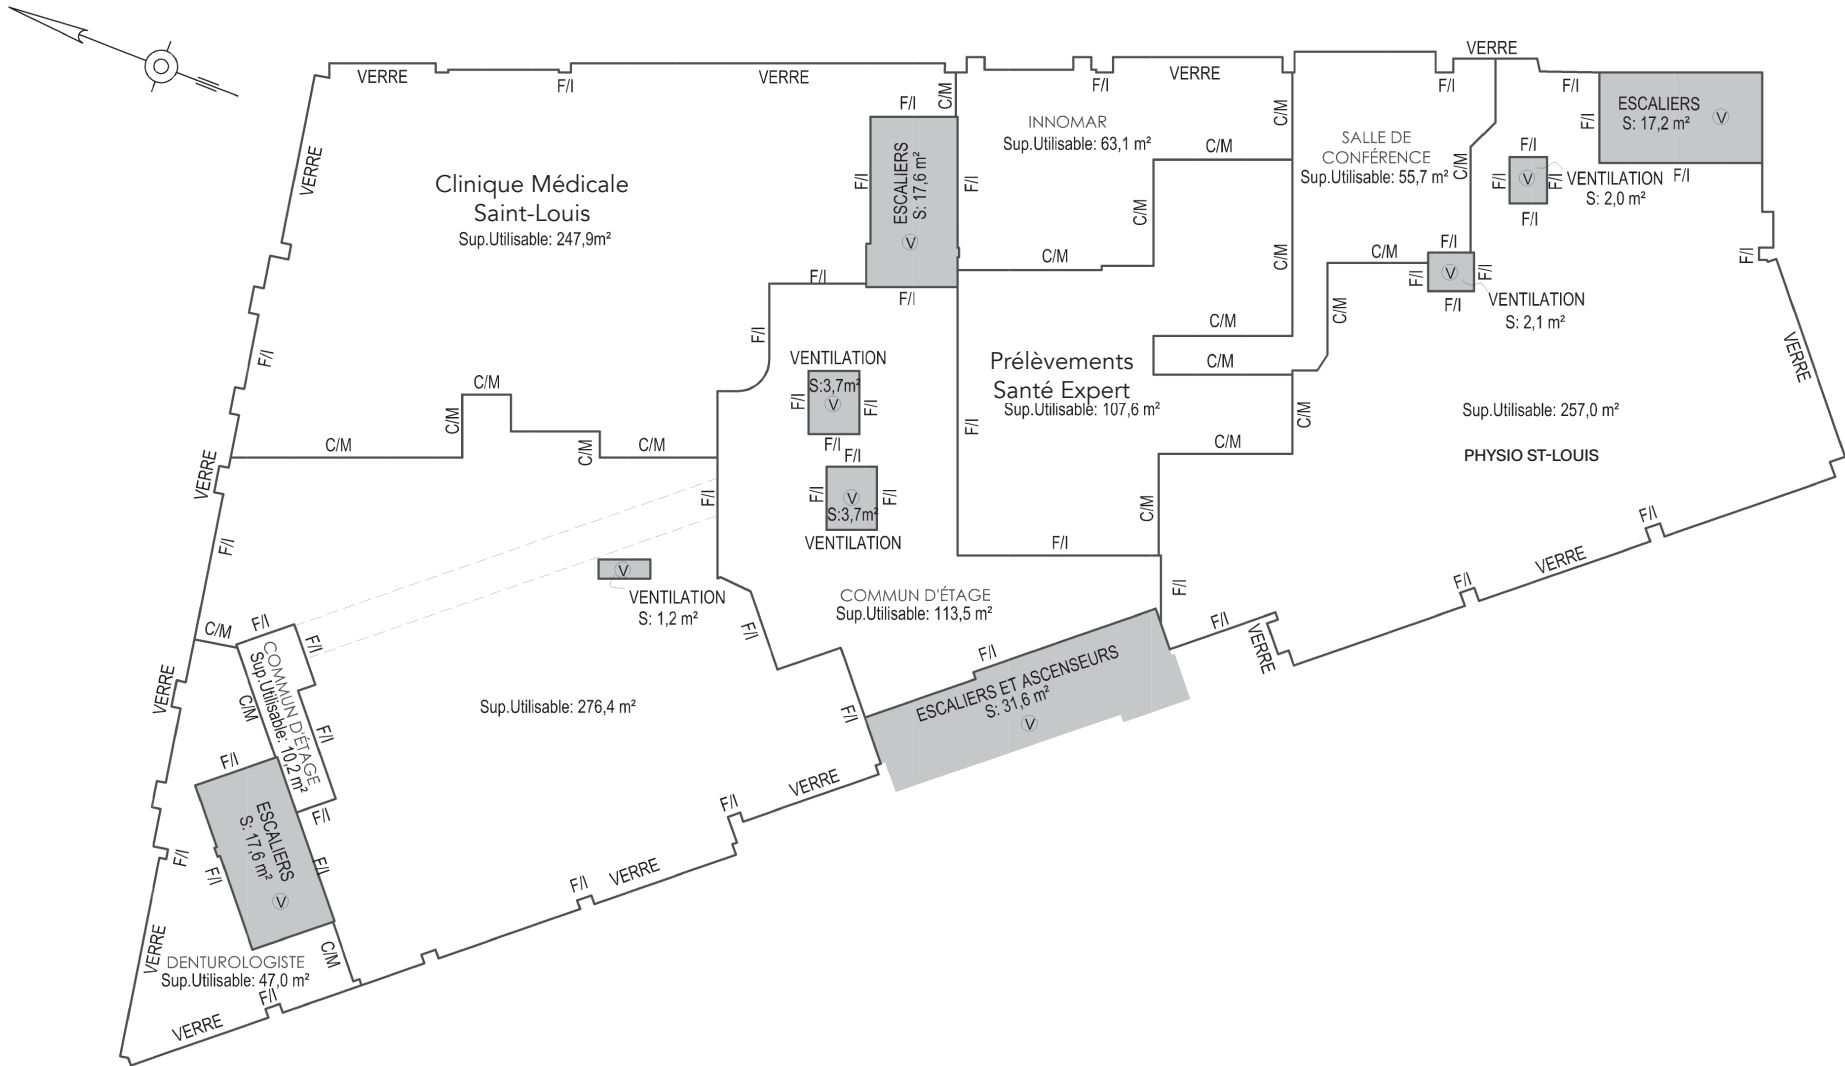 VERRE
VERRE
F/I
VERRE
F/I
VERRE
F/I
VERRE
F/I
F/I
C/M
F/I
VERRE
Clinique Médicale
Saint-Louis
Sup.Utilisable: 247,9m²
F/I
ESCALIERS
S: 17,6 m²
V
F/I
F/I
F/I
INNOMAR
Sup.Utilisable: 63,1 m²
C/M
C/M
C/M
C/M
C/M
SALLE DE
CONFÉRENCE
Sup.Utilisable: 55,7 m²
C/M
ESCALIERS
S: 17,2 m²
V
F/I
F/I
F/I
F/I
V
F/I
F/I
VENTILATION
S: 2,0 m²
F/I
C/M
F/I
F/I
V
F/I
F/I
VENTILATION
S: 2,1 m²
C/M
F/I
F/I
VENTILATION
S:3,7m²
V
F/I
F/I
F/I
F/I
F/I
F/I
V
S:3,7m²
VENTILATION
C/M
C/M
Prélèvements
Santé Expert
Sup.Utilisable: 107,6 m²
F/I
C/M
C/M
C/M
F/I
VERRE
Sup.Utilisable: 257,0 m²
PHYSIO ST-LOUIS
C/M
C/M
C/M
C/M
C/M
VERRE
F/I
F/I
F/I
V
VENTILATION
S: 1,2 m²
F/I
COMMUN D'ÉTAGE
Sup.Utilisable: 113,5 m²
F/I
F/I
F/I
VERRE
VERRE
F/I
F/I
C/M
F/I
F/I
COMMUN D'ÉTAGE
Sup.Utilisable: 10,2 m²
C/M
F/I
F/I
VERRE
Sup.Utilisable: 276,4 m²
F/I
ESCALIERS ET ASCENSEURS
S: 31,6 m²
V
F/I
VERRE
F/I
VERRE
F/I
F/I
ESCALIERS
S: 17,6 m²
V
F/I
F/I
F/I
C/M
VERRE
DENTUROLOGISTE
Sup.Utilisable: 47,0 m²
F/I
VERRE